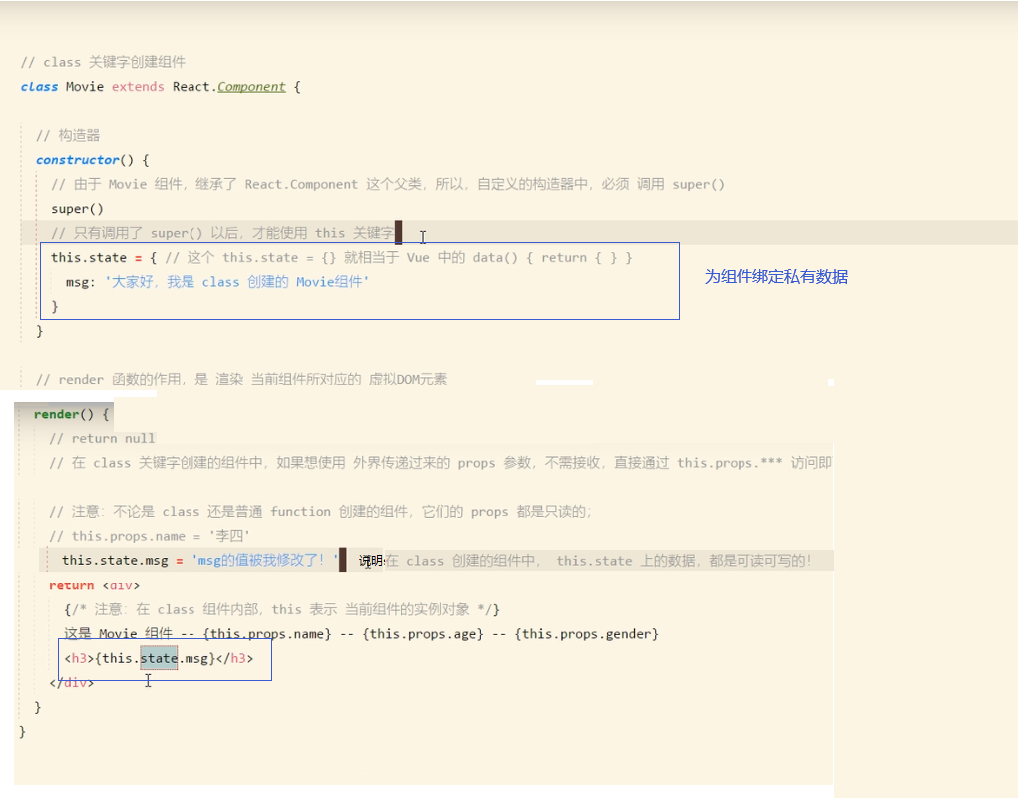 // class 关键字创建组件
class Movie extends React.Component {
// 构造器
constructor() {
// 由于 Movie 组件，继承了 React.Component 这个父类，所以，自定义的构造器中，必须 调用 super()
super()
// 只有调用了 super() 以后，才能使用 this 关键字
this.state = { // 这个 this.state = {} 就相当于 Vue 中的 data() { return { } }
msg: '大家好，我是 class 创建的 Movie组件'
}
为组件绑定私有数据
}
// render 函数的作用，是 渲染 当前组件所对应的 虚拟DOM元素
render() {
// return null
// 在 class 关键字创建的组件中，如果想使用 外界传递过来的 props 参数，不需接收，直接通过 this.props.*** 访问即
// 注意：不论是 class 还是普通 function 创建的组件，它们的 props 都是只读的；
// this.props.name = '李四'
this.state.msg = 'msg的值被我修改了！' 说明:在 class 创建的组件中， this.state 上的数据，都是可读可写的！
return <div>
{/* 注意：在 class 组件内部，this 表示 当前组件的实例对象 */}
这是 Movie 组件 -- {this.props.name} -- {this.props.age} -- {this.props.gender}
<h3>{this.state.msg}</h3>
</div>
}
}